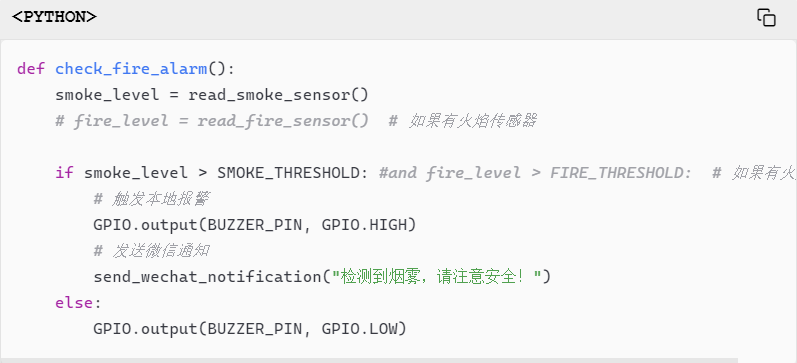 <PYTHON>
def check_fire_alarm():
    smoke_level = read_smoke_sensor()
    # fire_level = read_fire_sensor()  # 如果有火焰传感器
    if smoke_level > SMOKE_THRESHOLD: #and fire_level > FIRE_THRESHOLD:  # 如果有火
        # 触发本地报警
        GPIO.output(BUZZER_PIN, GPIO.HIGH)
        # 发送微信通知
        send_wechat_notification("检测到烟雾，请注意安全！")
    else:
        GPIO.output(BUZZER_PIN, GPIO.LOW)